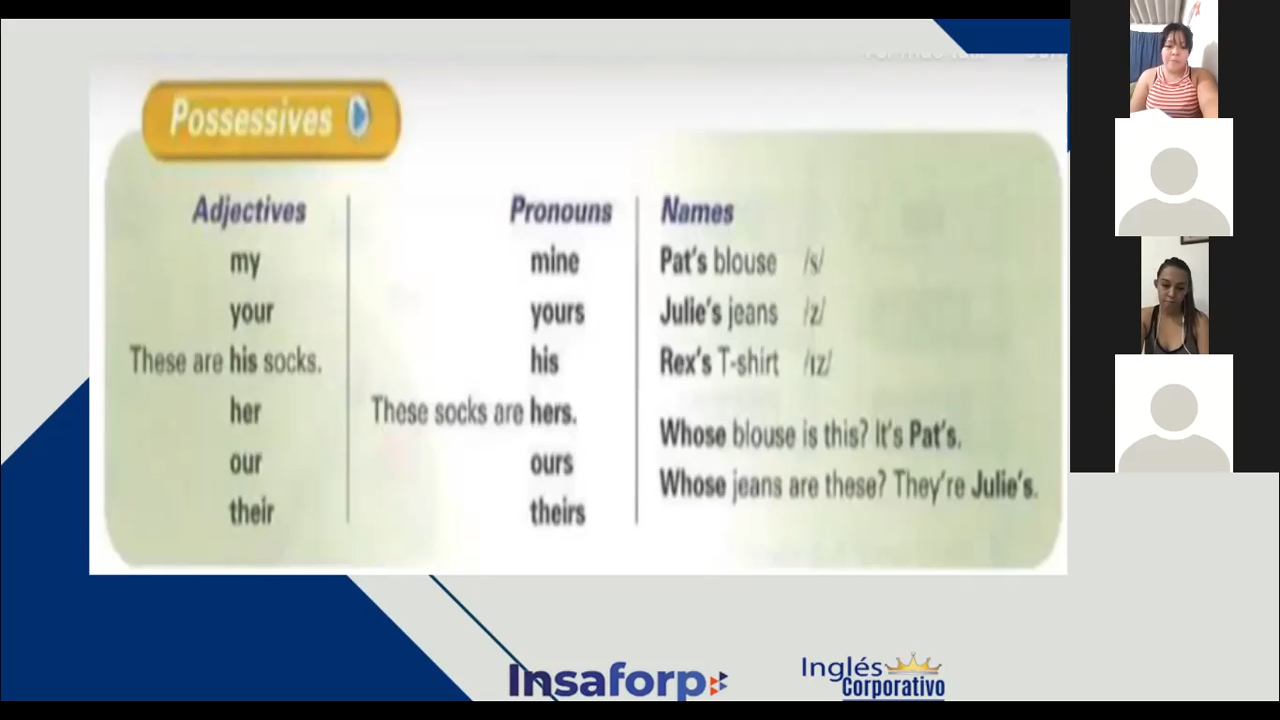 Possessives
Adjectives Pronouns Names
my mine Pat's blouse /s/
your yours Julie's jeans /z/
These are his socks. his Rex's T-shirt /ɪz/
her These socks are hers.
Whose blouse is this? It's Pat's.
our ours
Whose jeans are these? They're Julie's.
their theirs
Insaforp
Inglés
Corporativo